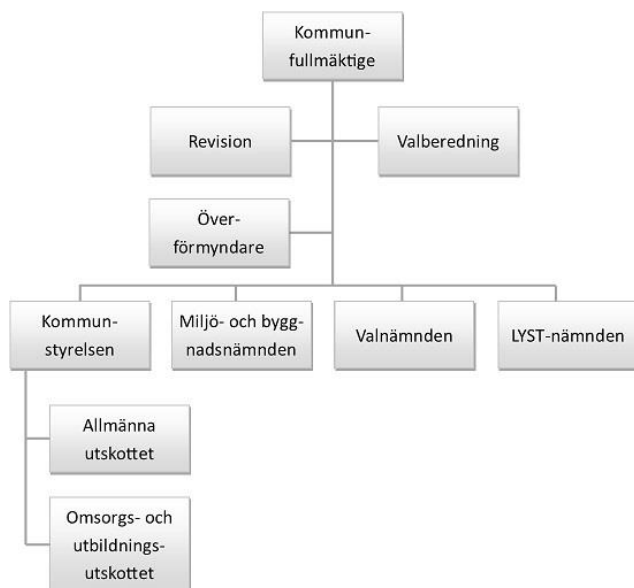 Kommun-
fullmäktige
Revision
Valberedning
Över-
förmyndare
Kommun-
styrelsen
Miljö- och bygg-
nadsnämnden
Valnämnden
LYST-nämnden
Allmänna
utskottet
Omsorgs- och
utbildnings-
utskottet